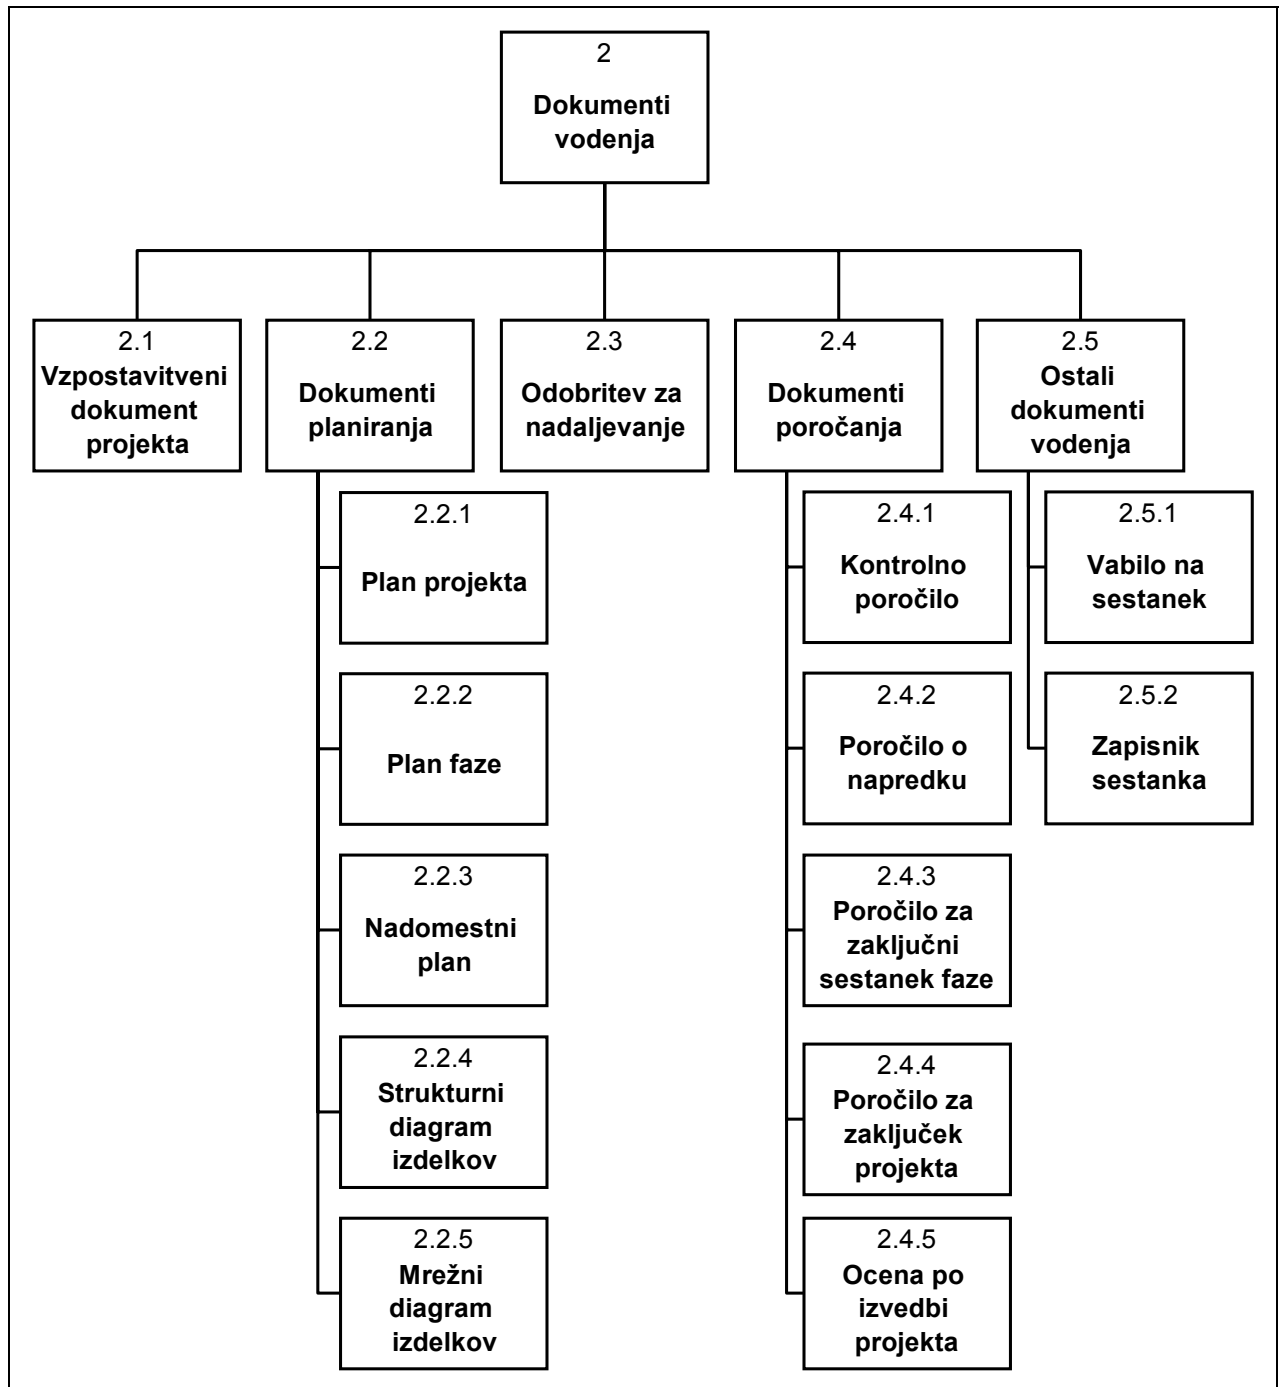 2
Dokumenti
vodenja
2.1
Vzpostavitveni
dokument
projekta
2.2
Dokumenti
planiranja
2.3
Odobritev za
nadaljevanje
2.4
Dokumenti
poročanja
2.5
Ostali
dokumenti
vodenja
2.2.1
Plan projekta
2.2.2
Plan faze
2.2.3
Nadomestni
plan
2.2.4
Strukturni
diagram
izdelkov
2.2.5
Mrežni
diagram
izdelkov
2.4.1
Kontrolno
poročilo
2.4.2
Poročilo o
napredku
2.4.3
Poročilo za
zaključni
sestanek faze
2.4.4
Poročilo za
zaključek
projekta
2.4.5
Ocena po
izvedbi
projekta
2.5.1
Vabilo na
sestanek
2.5.2
Zapisnik
sestanka